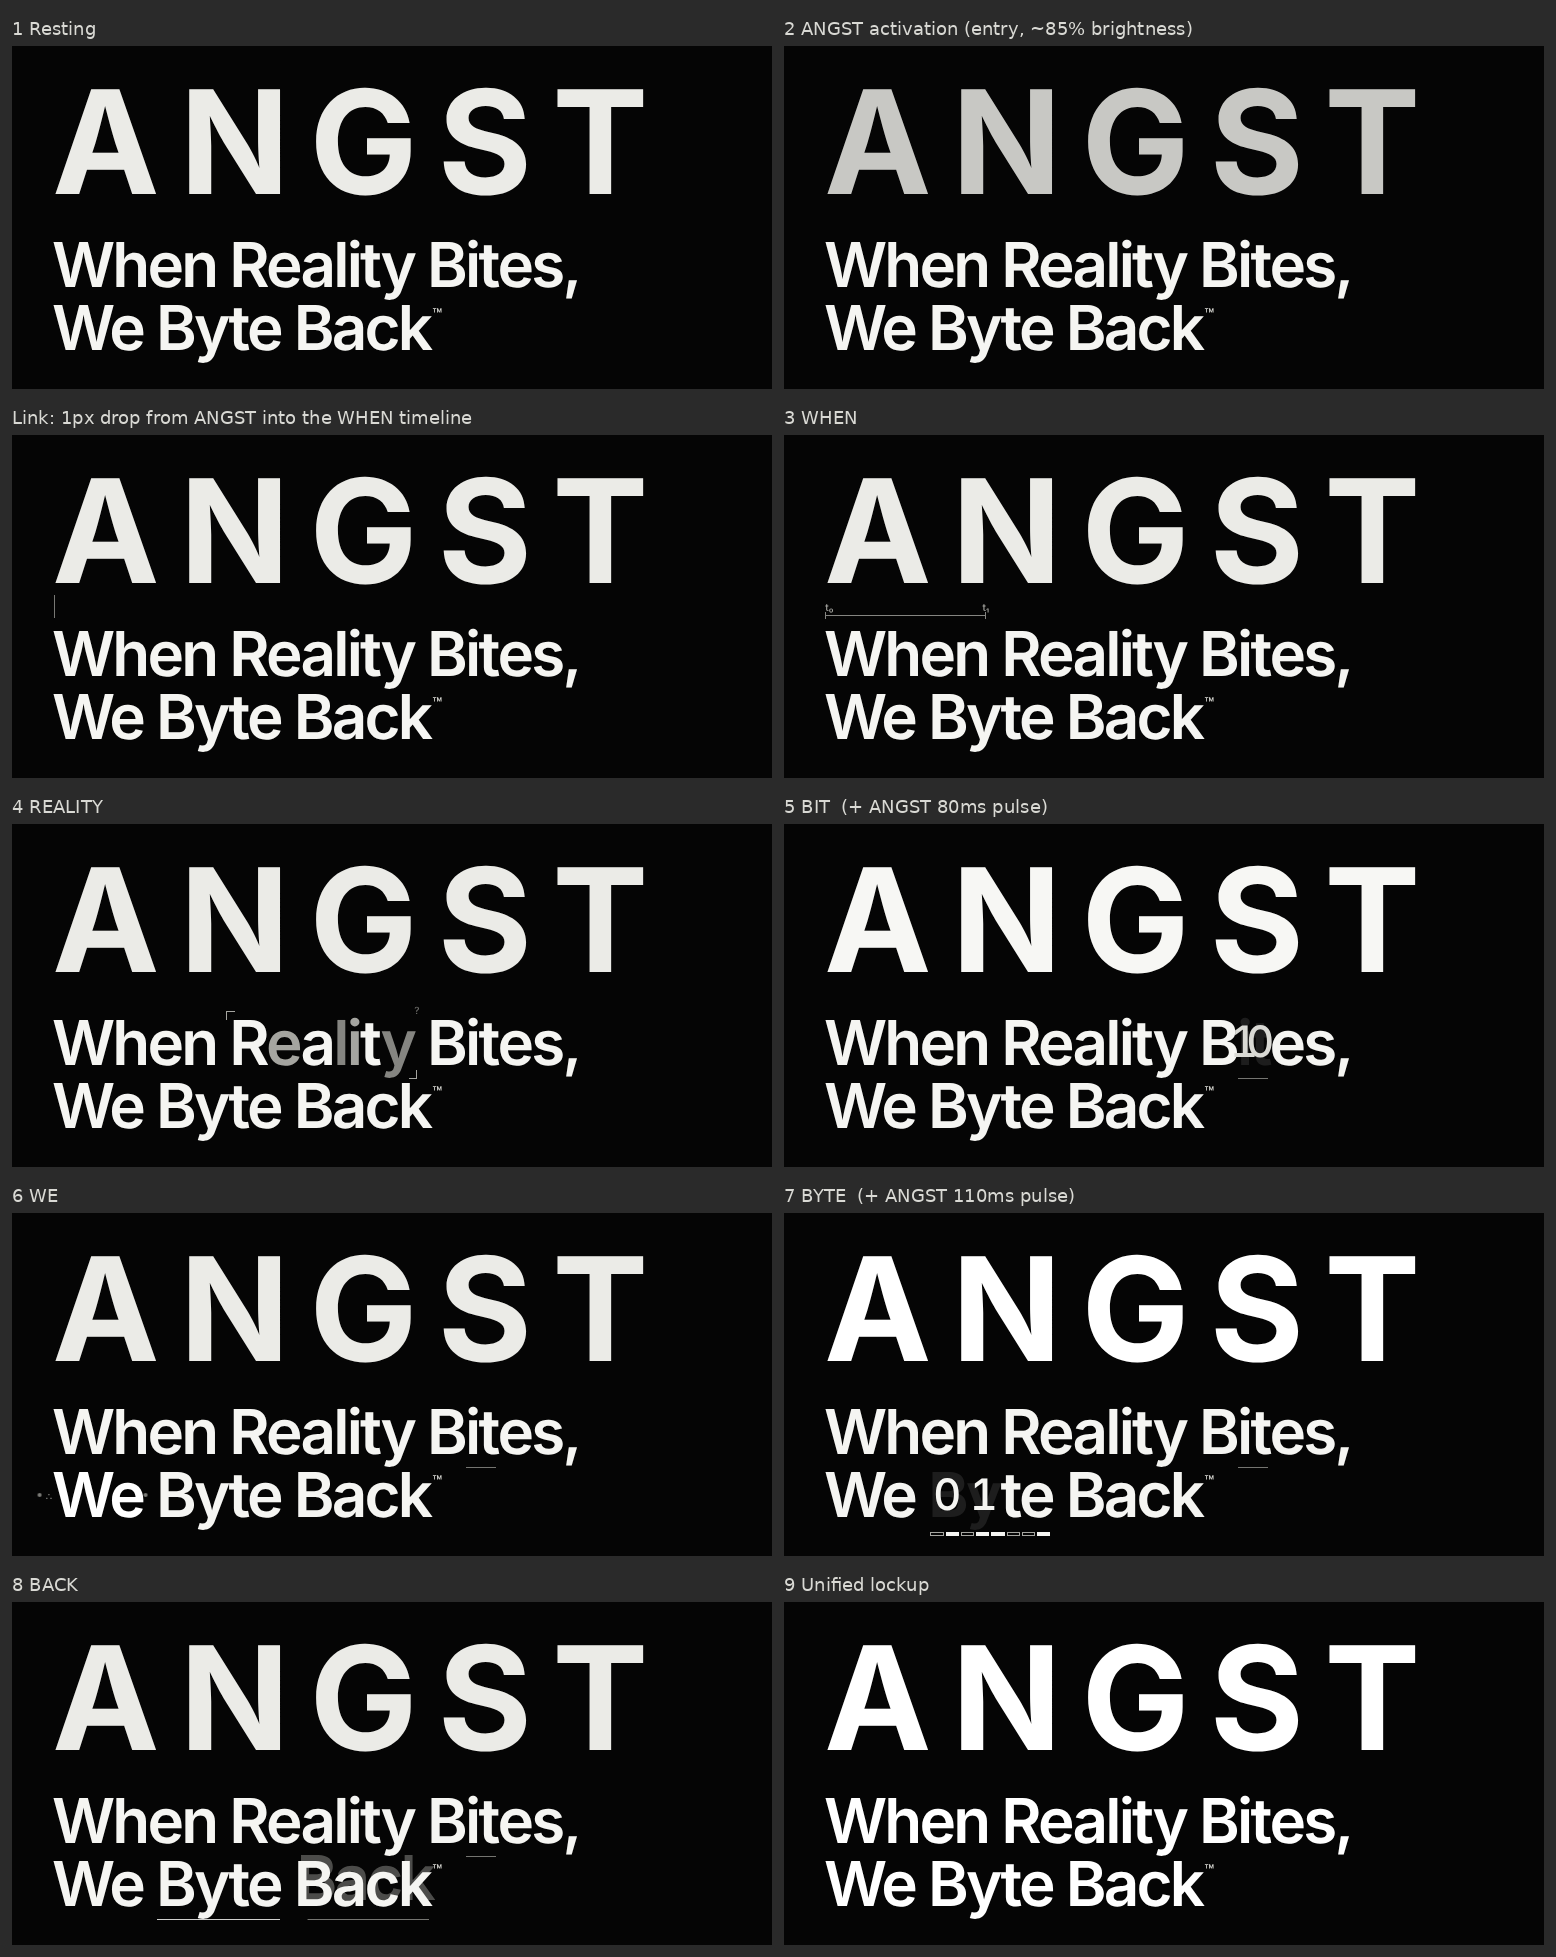 1 Resting
ANGST
When Reality Bites,
We Byte Back™
2 ANGST activation (entry, ~85% brightness)
ANGST
When Reality Bites,
We Byte Back™
Link: 1px drop from ANGST into the WHEN timeline
ANGST
When Reality Bites,
We Byte Back™
3 WHEN
ANGST
t₀ t₁
When Reality Bites,
We Byte Back™
4 REALITY
ANGST
?
When Reality Bites,
We Byte Back™
5 BIT (+ ANGST 80ms pulse)
ANGST
When Reality B10es,
We Byte Back™
6 WE
ANGST
When Reality Bites,
We Byte Back™
7 BYTE (+ ANGST 110ms pulse)
ANGST
When Reality Bites,
We 01te Back™
8 BACK
ANGST
When Reality Bites,
We Byte Back™
9 Unified lockup
ANGST
When Reality Bites,
We Byte Back™